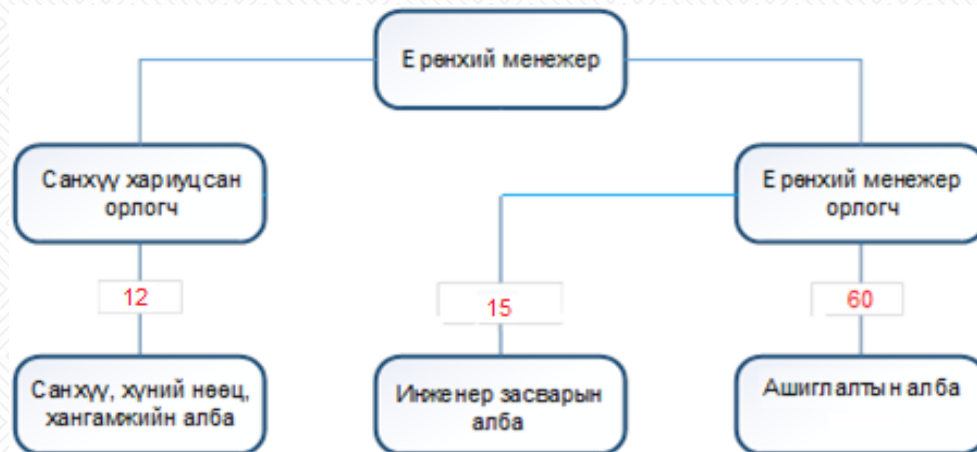 Ерөнхий менежер
Санхүү хариуцсан
орлогч
Ерөнхий менежер
орлогч
12
15
60
Санхүү, хүний нөөц,
хангамжийн алба
Инженер засварын
алба
Ашиглалтын алба